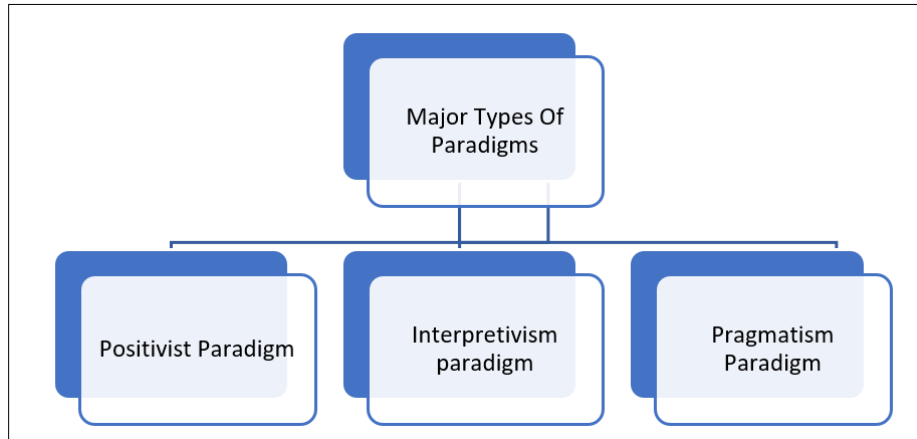 Major Types Of
Paradigms
Positivist Paradigm
Interpretivism
paradigm
Pragmatism
Paradigm